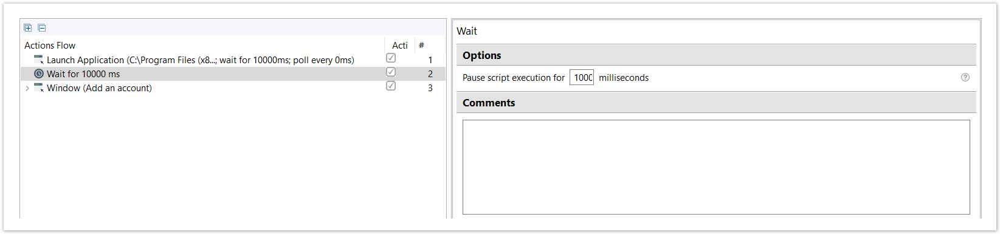 Actions Flow Acti #
Launch Application (C:\Program Files (x8...; wait for 10000ms; poll every 0ms) 1
Wait for 10000 ms 2
Window (Add an account) 3
Wait
Options
Pause script execution for 1000 milliseconds
Comments